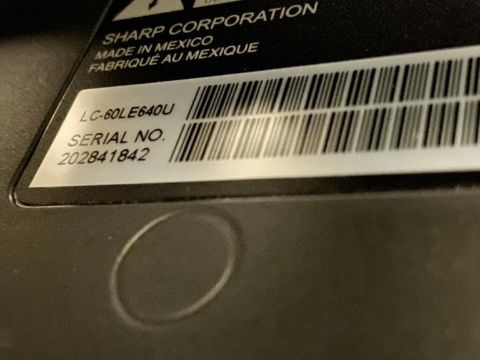 SHARP CORPORATION
MADE IN MEXICO
FABRIQUÉ AU MEXIQUE
LC-60LE640U
SERIAL NO.
202841842